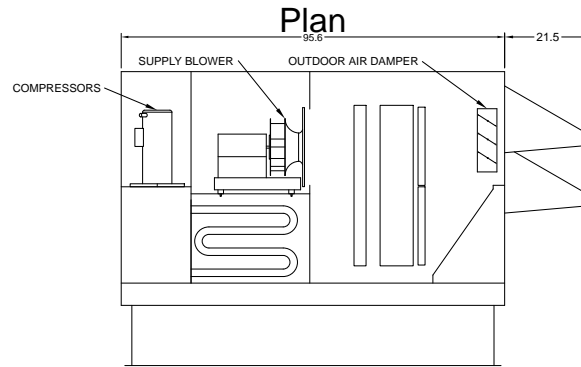 Plan
95.6
21.5
SUPPLY BLOWER
OUTDOOR AIR DAMPER
COMPRESSORS